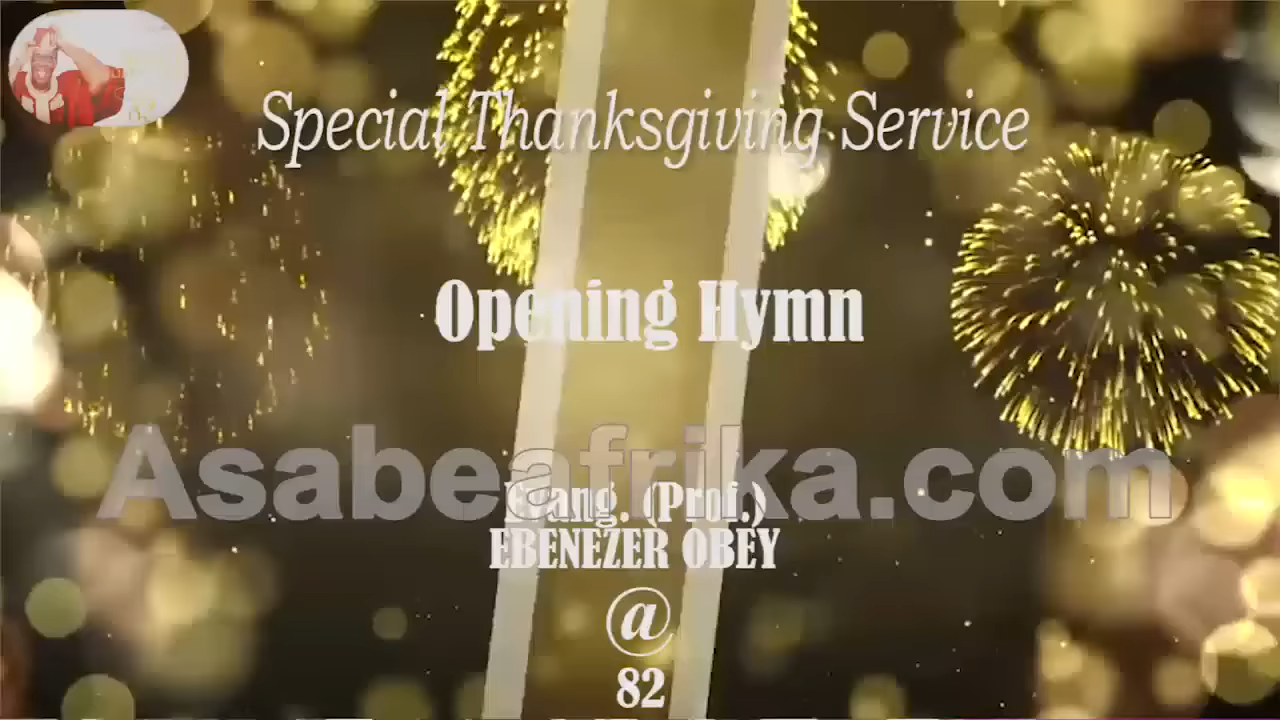 Special Thanksgiving Service
Opening Hymn
Asabeafrika.com
Evang. (Prof.)
EBENEZER OBEY
@
82